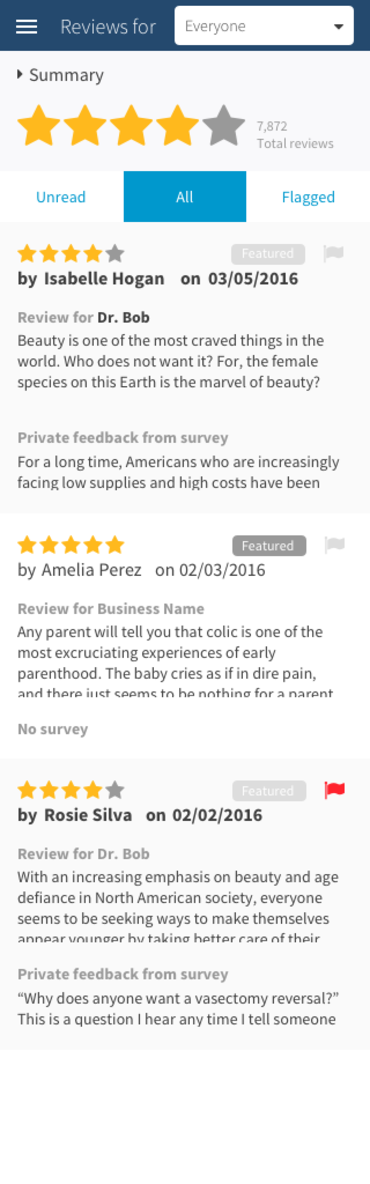 Reviews for Everyone
Summary
7,872
Total reviews
Unread All Flagged
Featured
by Isabelle Hogan on 03/05/2016
Review for Dr. Bob
Beauty is one of the most craved things in the
world. Who does not want it? For, the female
species on this Earth is the marvel of beauty?
Private feedback from survey
For a long time, Americans who are increasingly
facing low supplies and high costs have been
Featured
by Amelia Perez on 02/03/2016
Review for Business Name
Any parent will tell you that colic is one of the
most excruciating experiences of early
parenthood. The baby cries as if in dire pain,
and there just seems to be nothing for a parent
No survey
Featured
by Rosie Silva on 02/02/2016
Review for Dr. Bob
With an increasing emphasis on beauty and age
defiance in North American society, everyone
seems to be seeking ways to make themselves
appear younger by taking better care of their
Private feedback from survey
“Why does anyone want a vasectomy reversal?”
This is a question I hear any time I tell someone